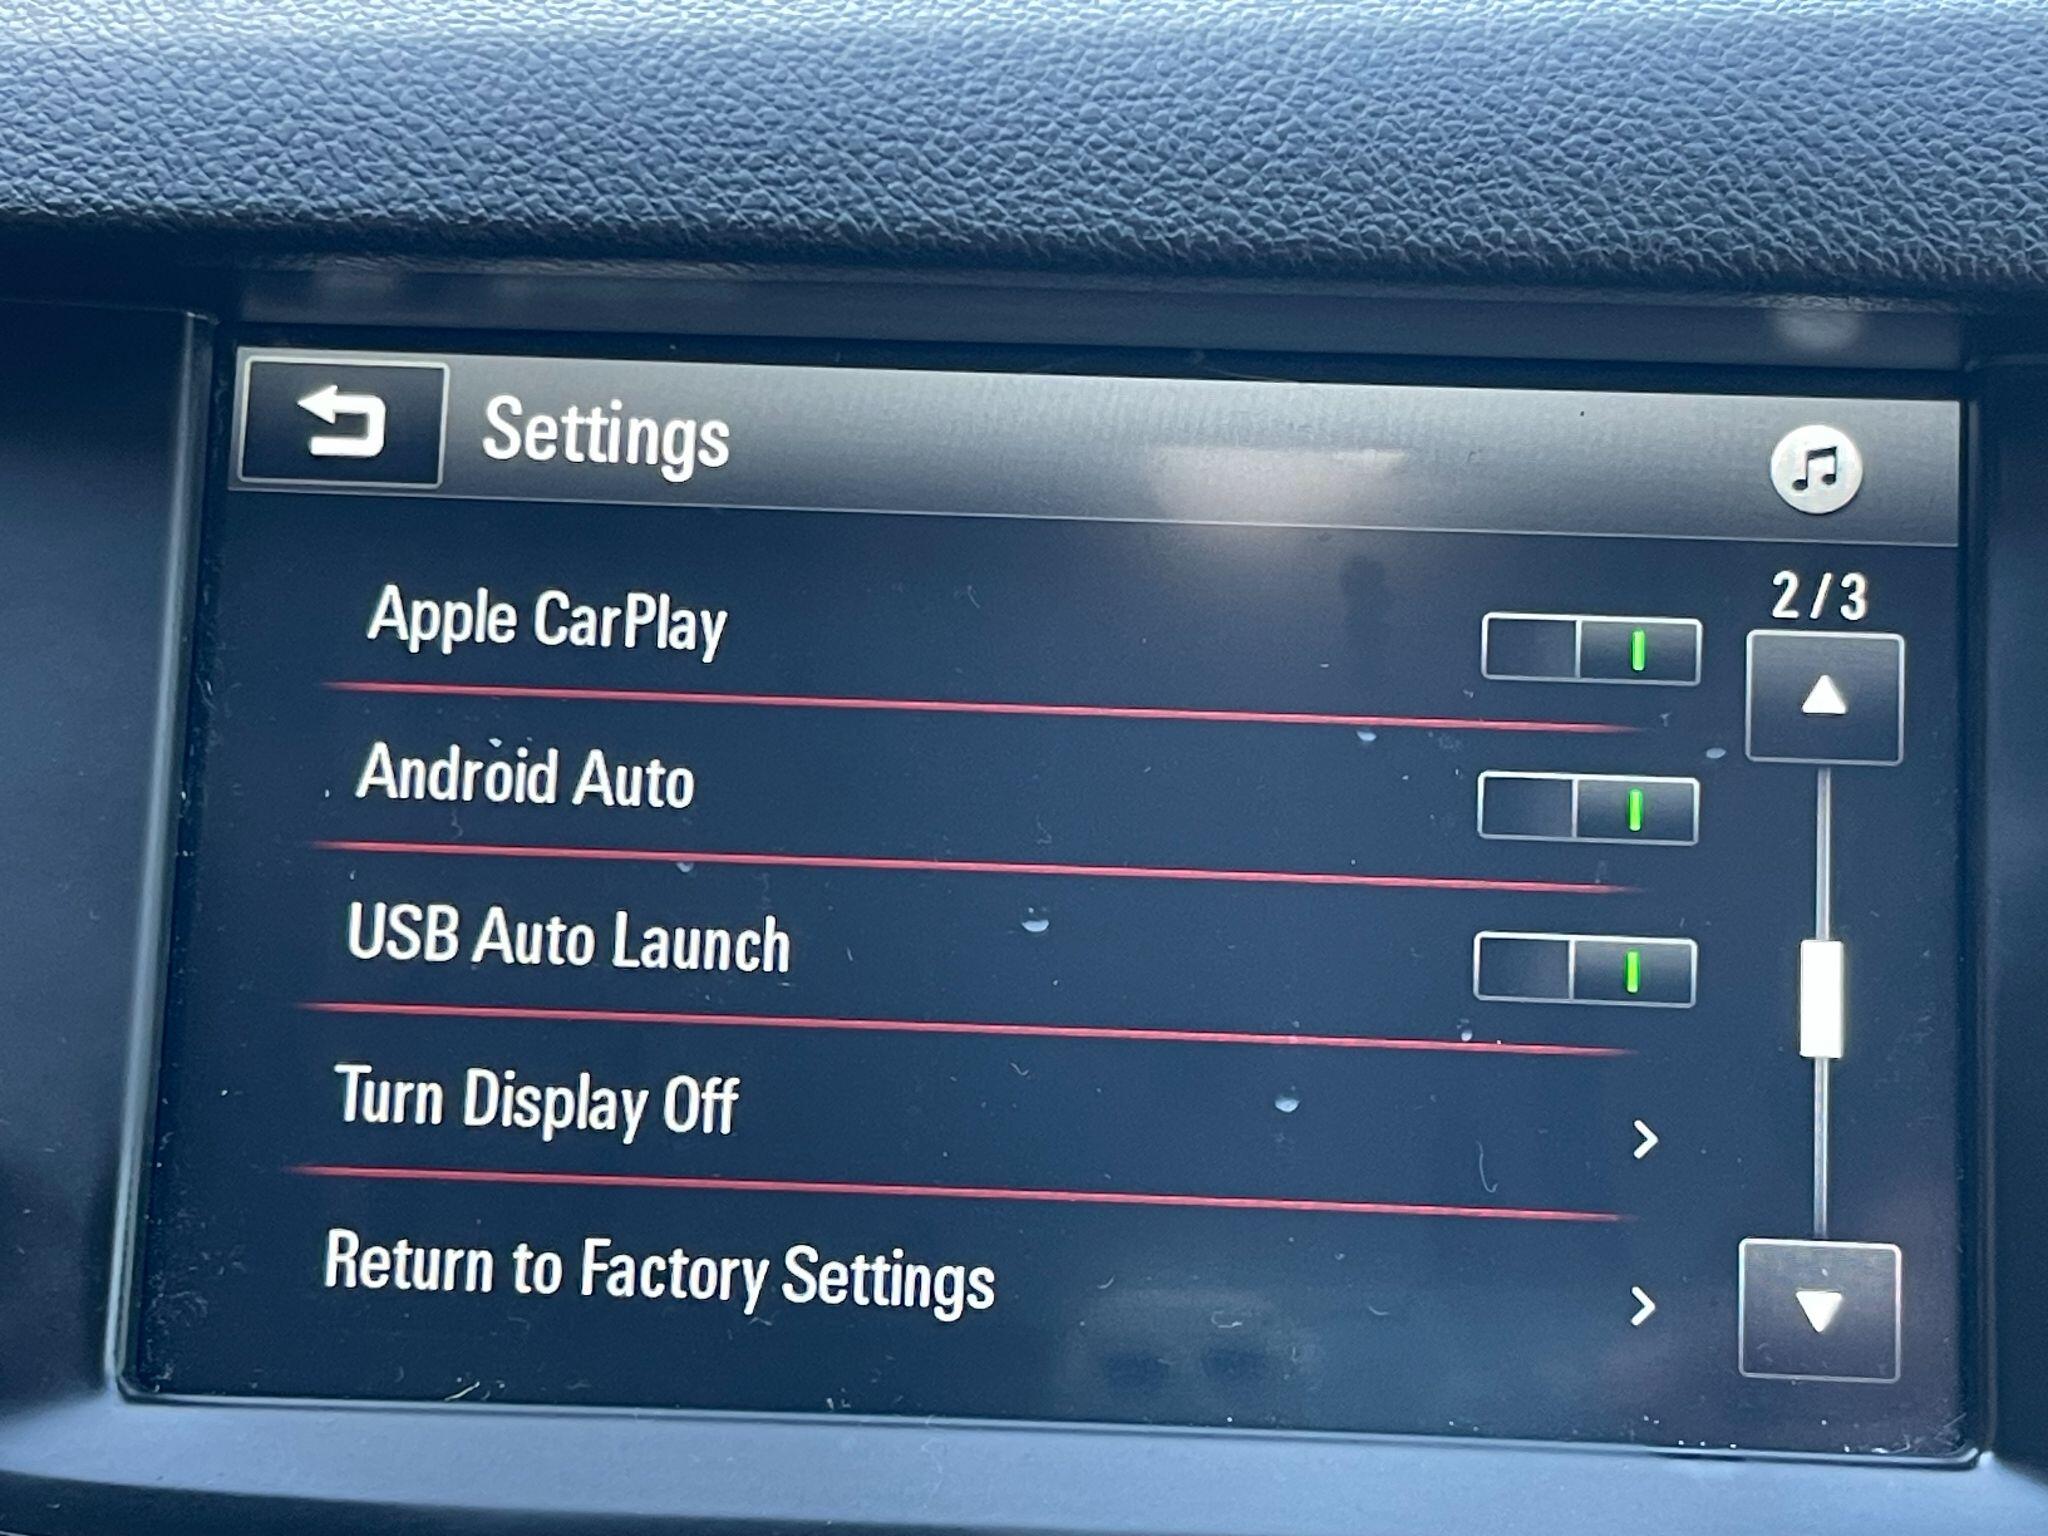 Settings
2/3
Apple CarPlay
Android Auto
USB Auto Launch
Turn Display Off
Return to Factory Settings